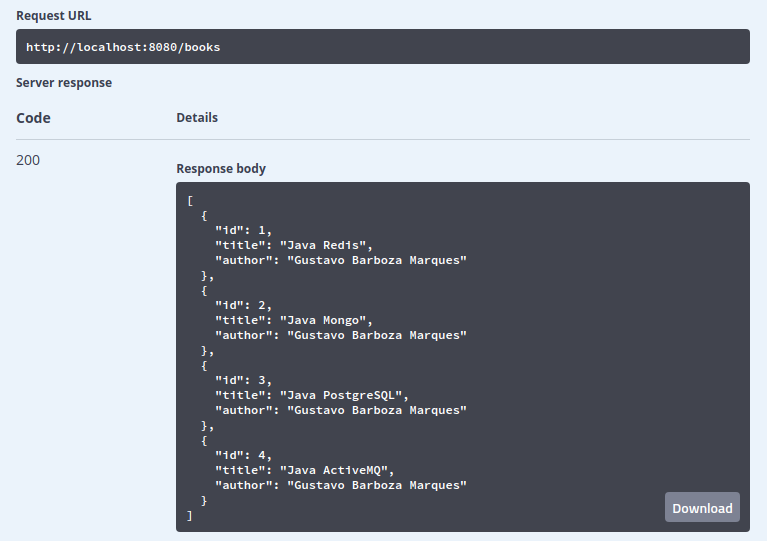 Request URL
http://localhost:8080/books
Server response
Code Details
200
Response body
[
  {
    "id": 1,
    "title": "Java Redis",
    "author": "Gustavo Barboza Marques"
  },
  {
    "id": 2,
    "title": "Java Mongo",
    "author": "Gustavo Barboza Marques"
  },
  {
    "id": 3,
    "title": "Java PostgreSQL",
    "author": "Gustavo Barboza Marques"
  },
  {
    "id": 4,
    "title": "Java ActiveMQ",
    "author": "Gustavo Barboza Marques"
  }
]
Download